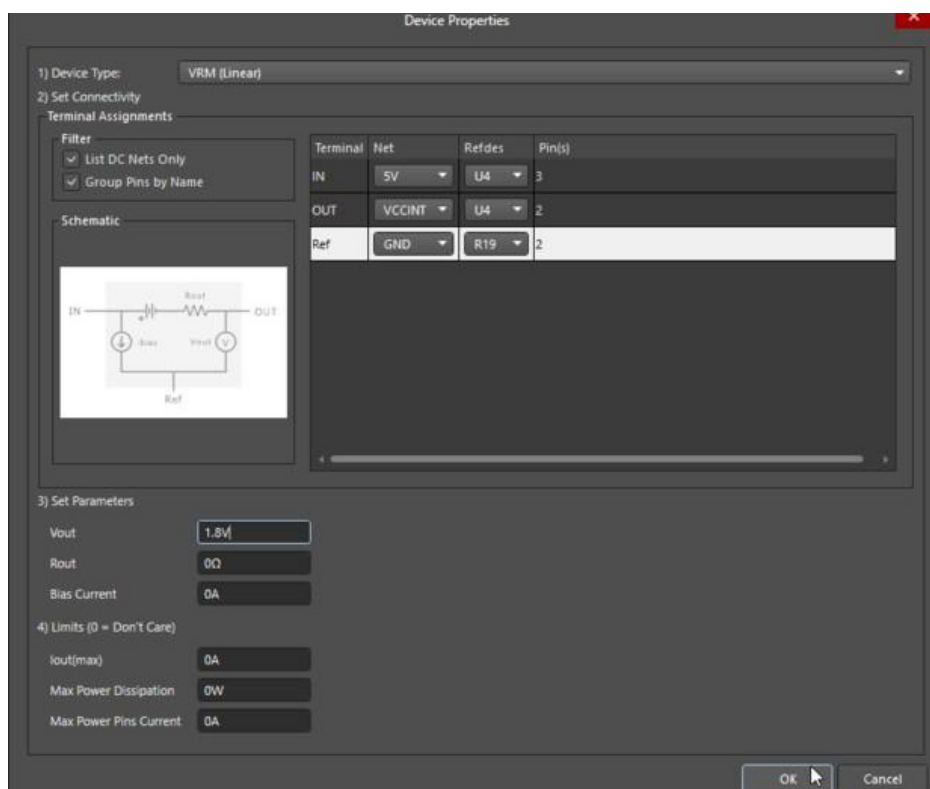 Device Properties
1) Device Type: VRM (Linear)
2) Set Connectivity
Terminal Assignments
Filter
List DC Nets Only
Group Pins by Name
Terminal Net Refdes Pin(s)
IN 5V U4 3
OUT VCCINT U4 2
Ref GND R19 2
Schematic
Rout
IN OUT
Ibias Vout V
Ref
3) Set Parameters
Vout 1.8V
Rout 0Ω
Bias Current 0A
4) Limits (0 = Don't Care)
Iout(max) 0A
Max Power Dissipation 0W
Max Power Pins Current 0A
OK Cancel